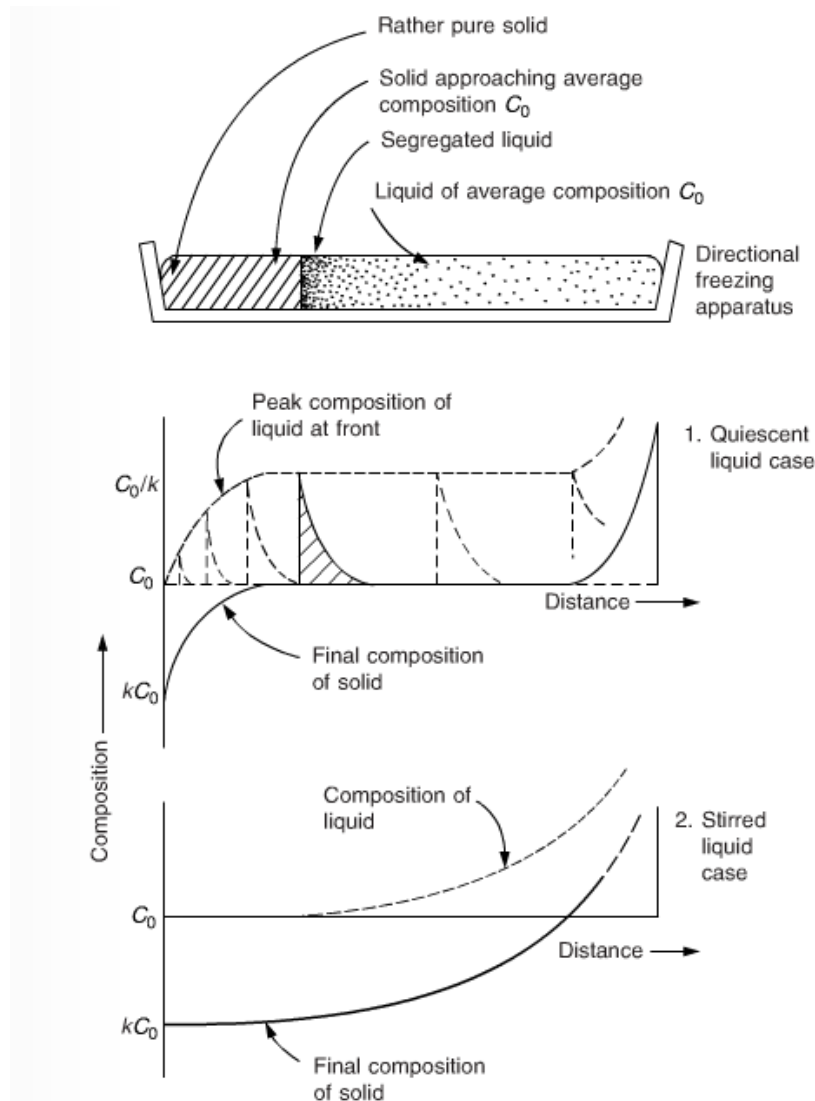 Rather pure solid
Solid approaching average
composition C₀
Segregated liquid
Liquid of average composition C₀
Directional
freezing
apparatus
Peak composition of
liquid at front
1. Quiescent
liquid case
C₀/k
C₀
Distance
Final composition
of solid
kC₀
Composition
Composition of
liquid
2. Stirred
liquid
case
C₀
Distance
kC₀
Final composition
of solid